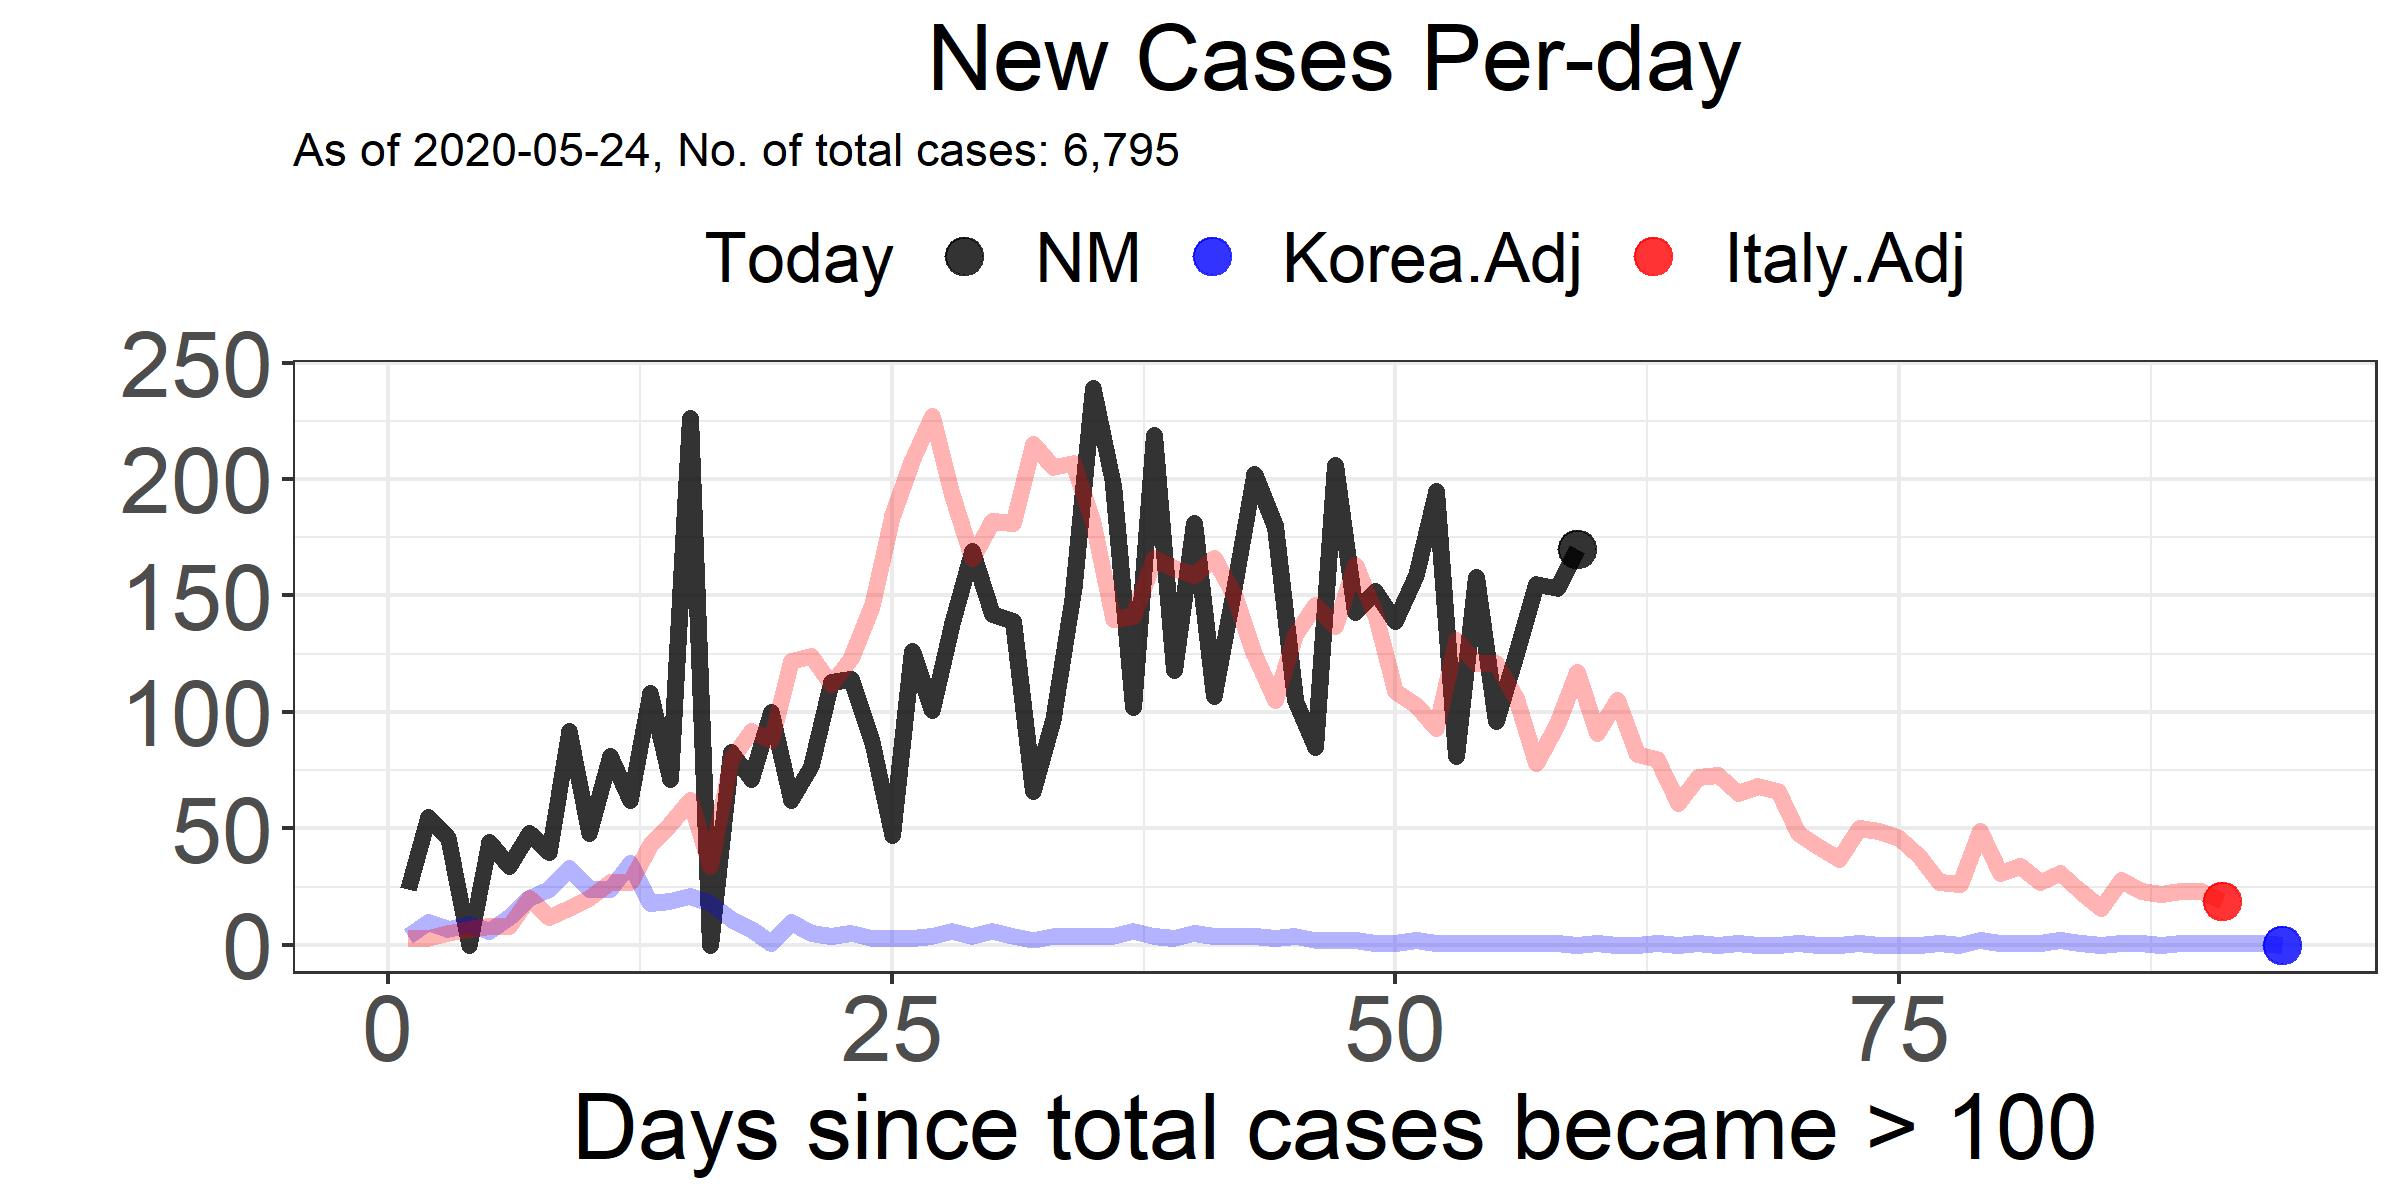 New Cases Per-day
As of 2020-05-24, No. of total cases: 6,795
Today NM Korea.Adj Italy.Adj
250
200
150
100
50
0
0 25 50 75
Days since total cases became > 100